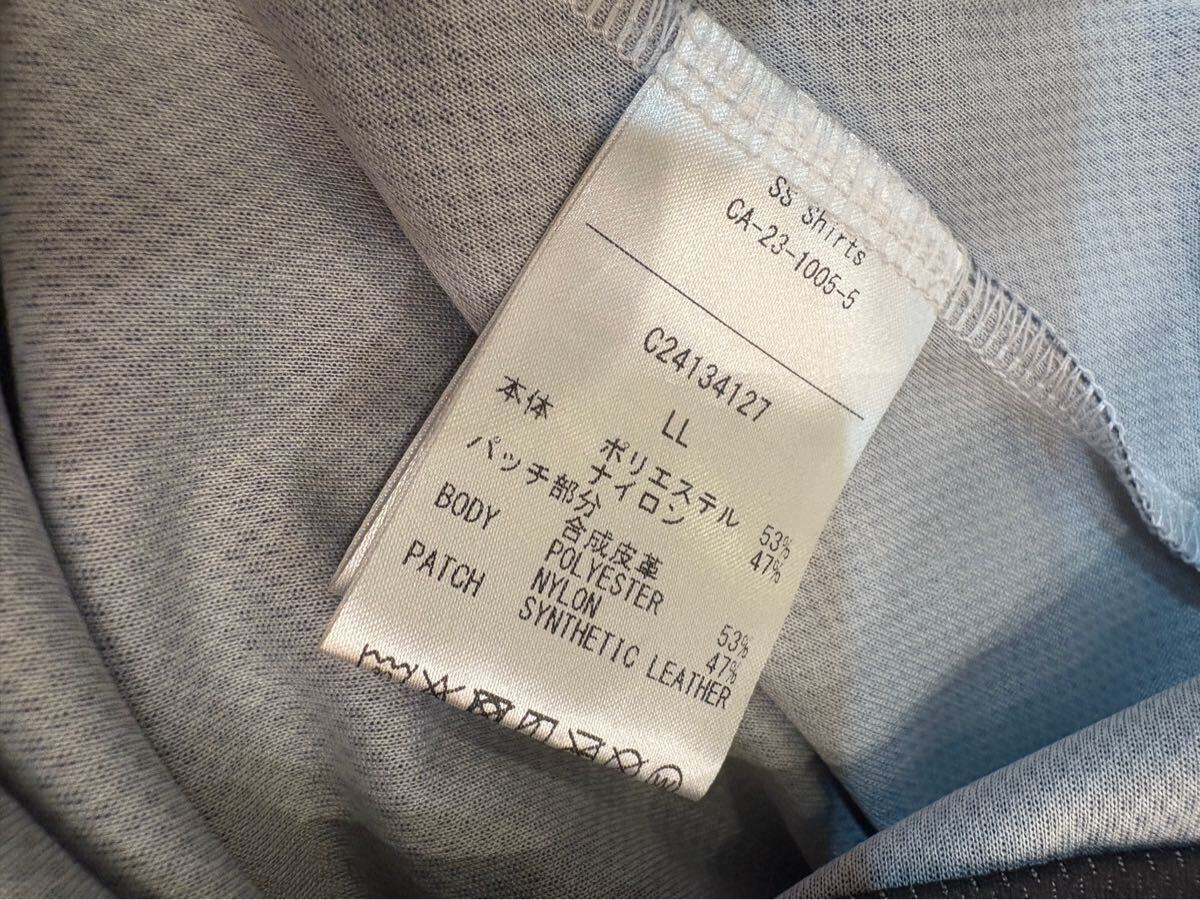 SS Shirts
CA-23-1005-5
C24134127
LL
本体 ポリエステル 53%
ナイロン 47%
パッチ部分
合成皮革
BODY POLYESTER 53%
NYLON 47%
PATCH SYNTHETIC LEATHER